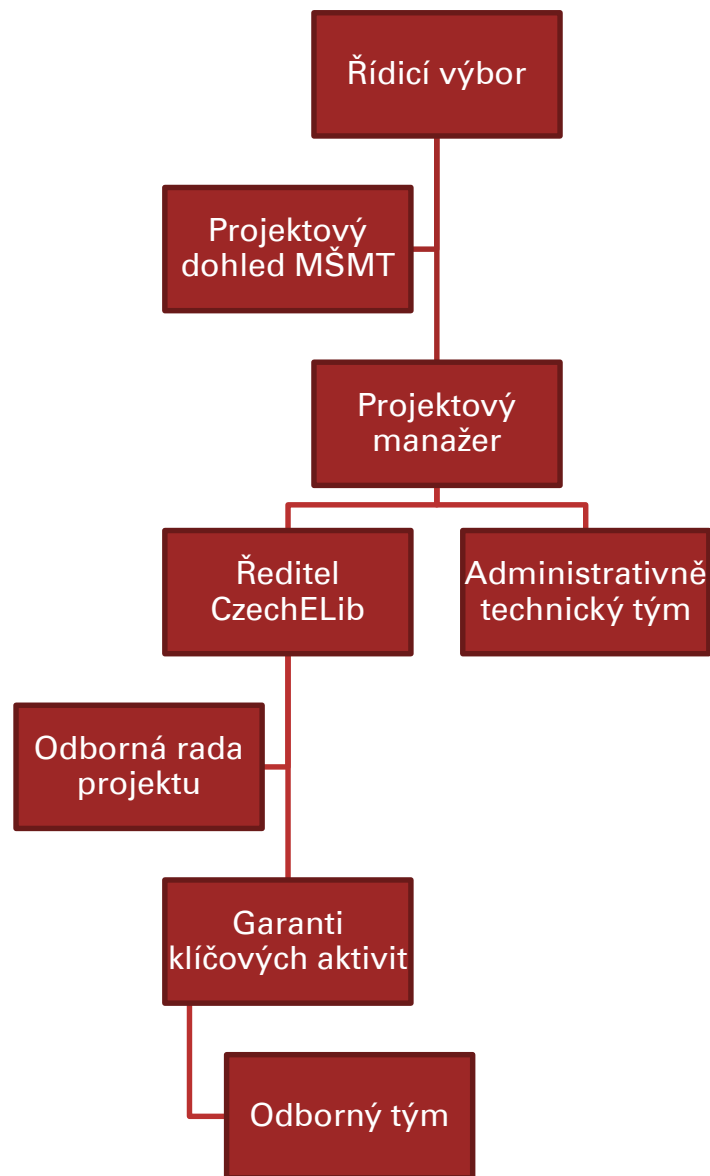 Řídicí výbor
Projektový
dohled MŠMT
Projektový
manažer
Ředitel
CzechELib
Administrativně
technický tým
Odborná rada
projektu
Garanti
klíčových aktivit
Odborný tým